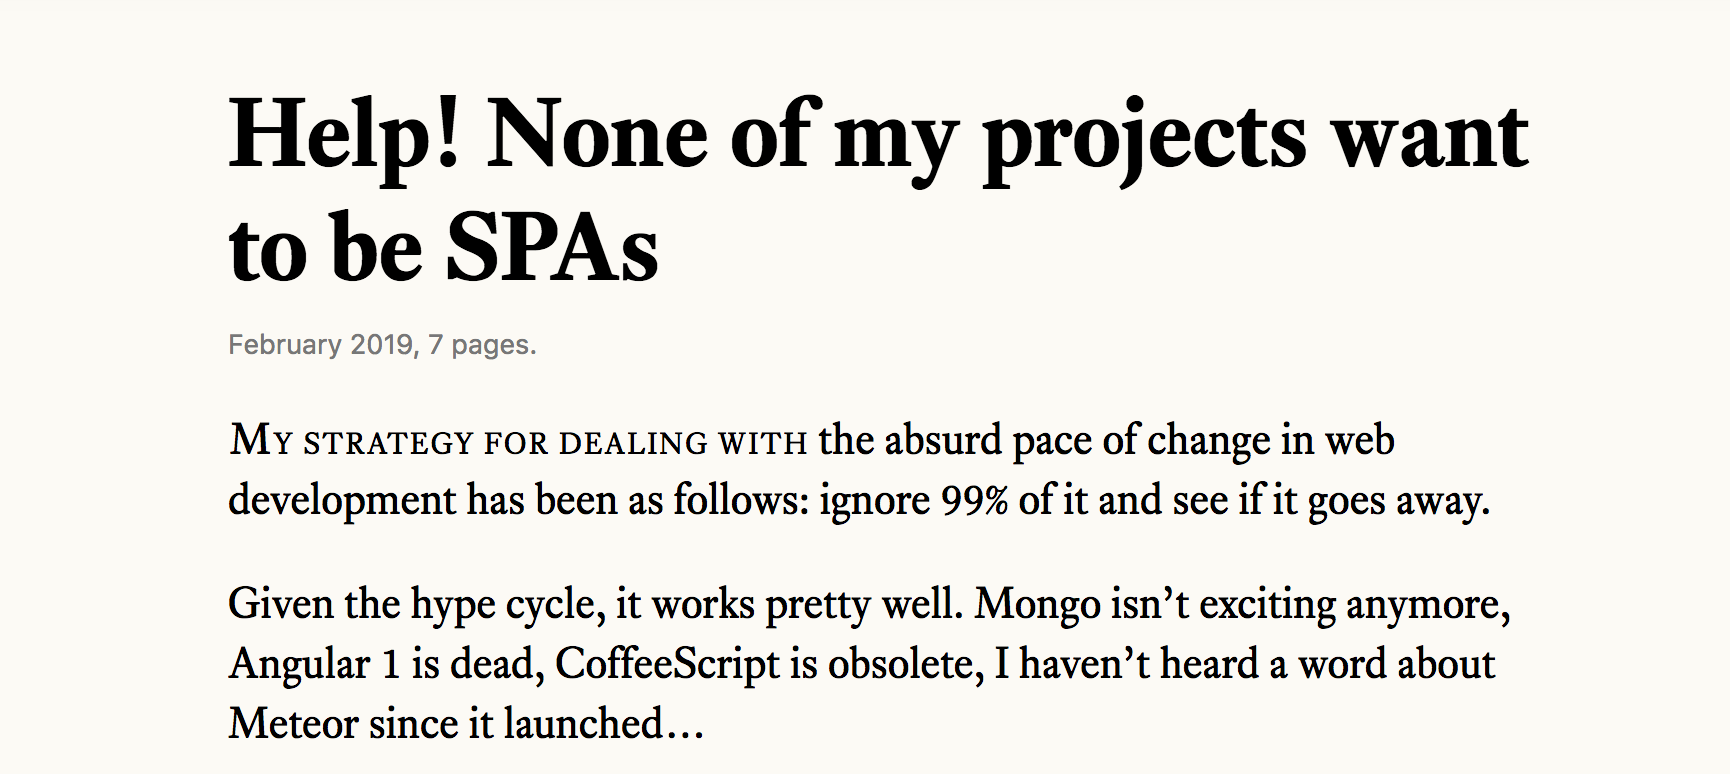 Help! None of my projects want
to be SPAs
February 2019, 7 pages.
My strategy for dealing with the absurd pace of change in web
development has been as follows: ignore 99% of it and see if it goes away.
Given the hype cycle, it works pretty well. Mongo isn’t exciting anymore,
Angular 1 is dead, CoffeeScript is obsolete, I haven’t heard a word about
Meteor since it launched…